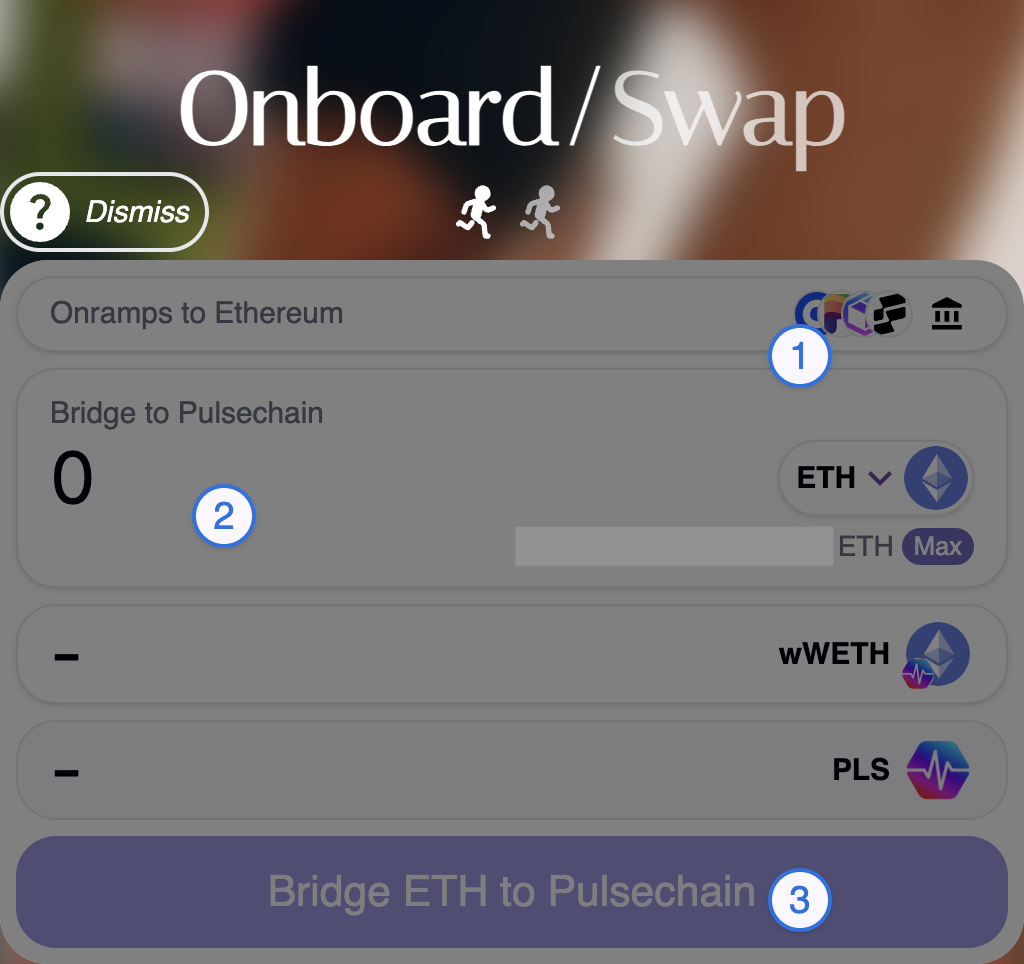 Onboard / Swap
? Dismiss
Onramps to Ethereum
1
Bridge to Pulsechain
0
ETH
2
ETH Max
– wWETH
– PLS
Bridge ETH to Pulsechain 3